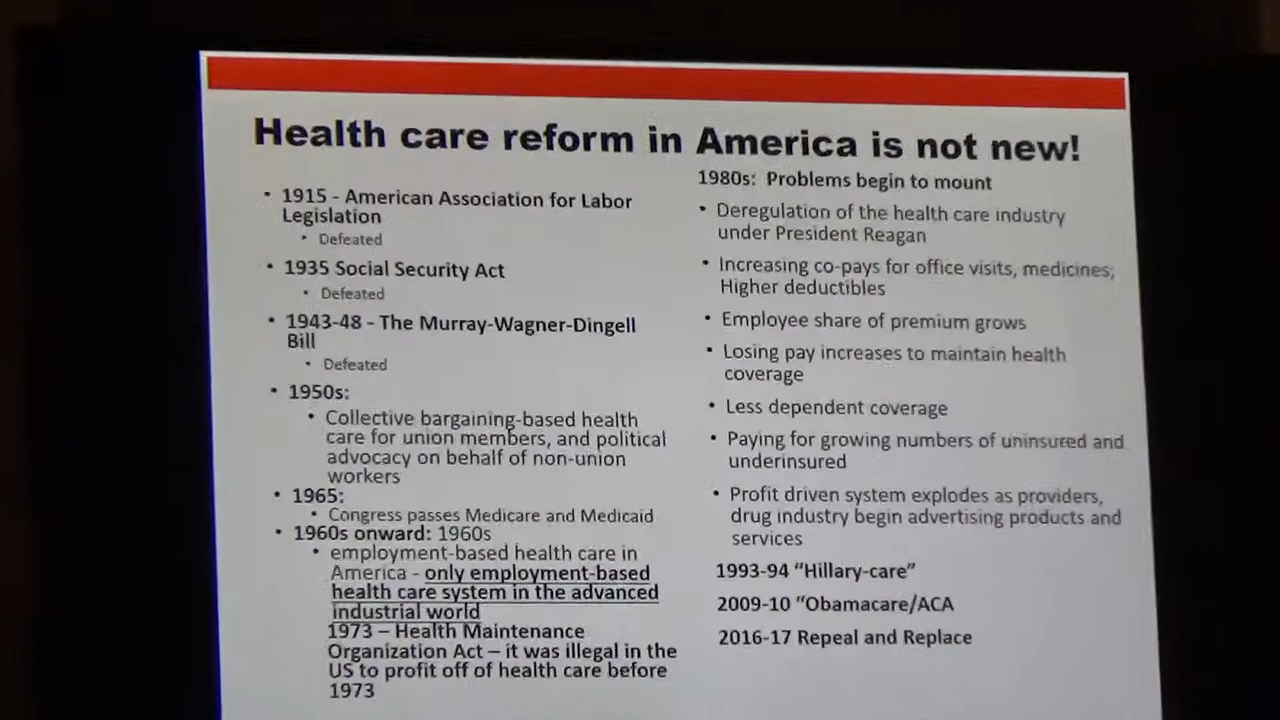 Health care reform in America is not new!
• 1915 - American Association for Labor
Legislation
• Defeated
• 1935 Social Security Act
• Defeated
• 1943-48 - The Murray-Wagner-Dingell
Bill
• Defeated
• 1950s:
• Collective bargaining-based health
care for union members, and political
advocacy on behalf of non-union
workers
• 1965:
• Congress passes Medicare and Medicaid
• 1960s onward: 1960s
• employment-based health care in
America - only employment-based
health care system in the advanced
industrial world
1973 – Health Maintenance
Organization Act – it was illegal in the
US to profit off of health care before
1973
1980s: Problems begin to mount
• Deregulation of the health care industry
under President Reagan
• Increasing co-pays for office visits, medicines;
Higher deductibles
• Employee share of premium grows
• Losing pay increases to maintain health
coverage
• Less dependent coverage
• Paying for growing numbers of uninsured and
underinsured
• Profit driven system explodes as providers,
drug industry begin advertising products and
services
1993-94 “Hillary-care”
2009-10 “Obamacare/ACA
2016-17 Repeal and Replace